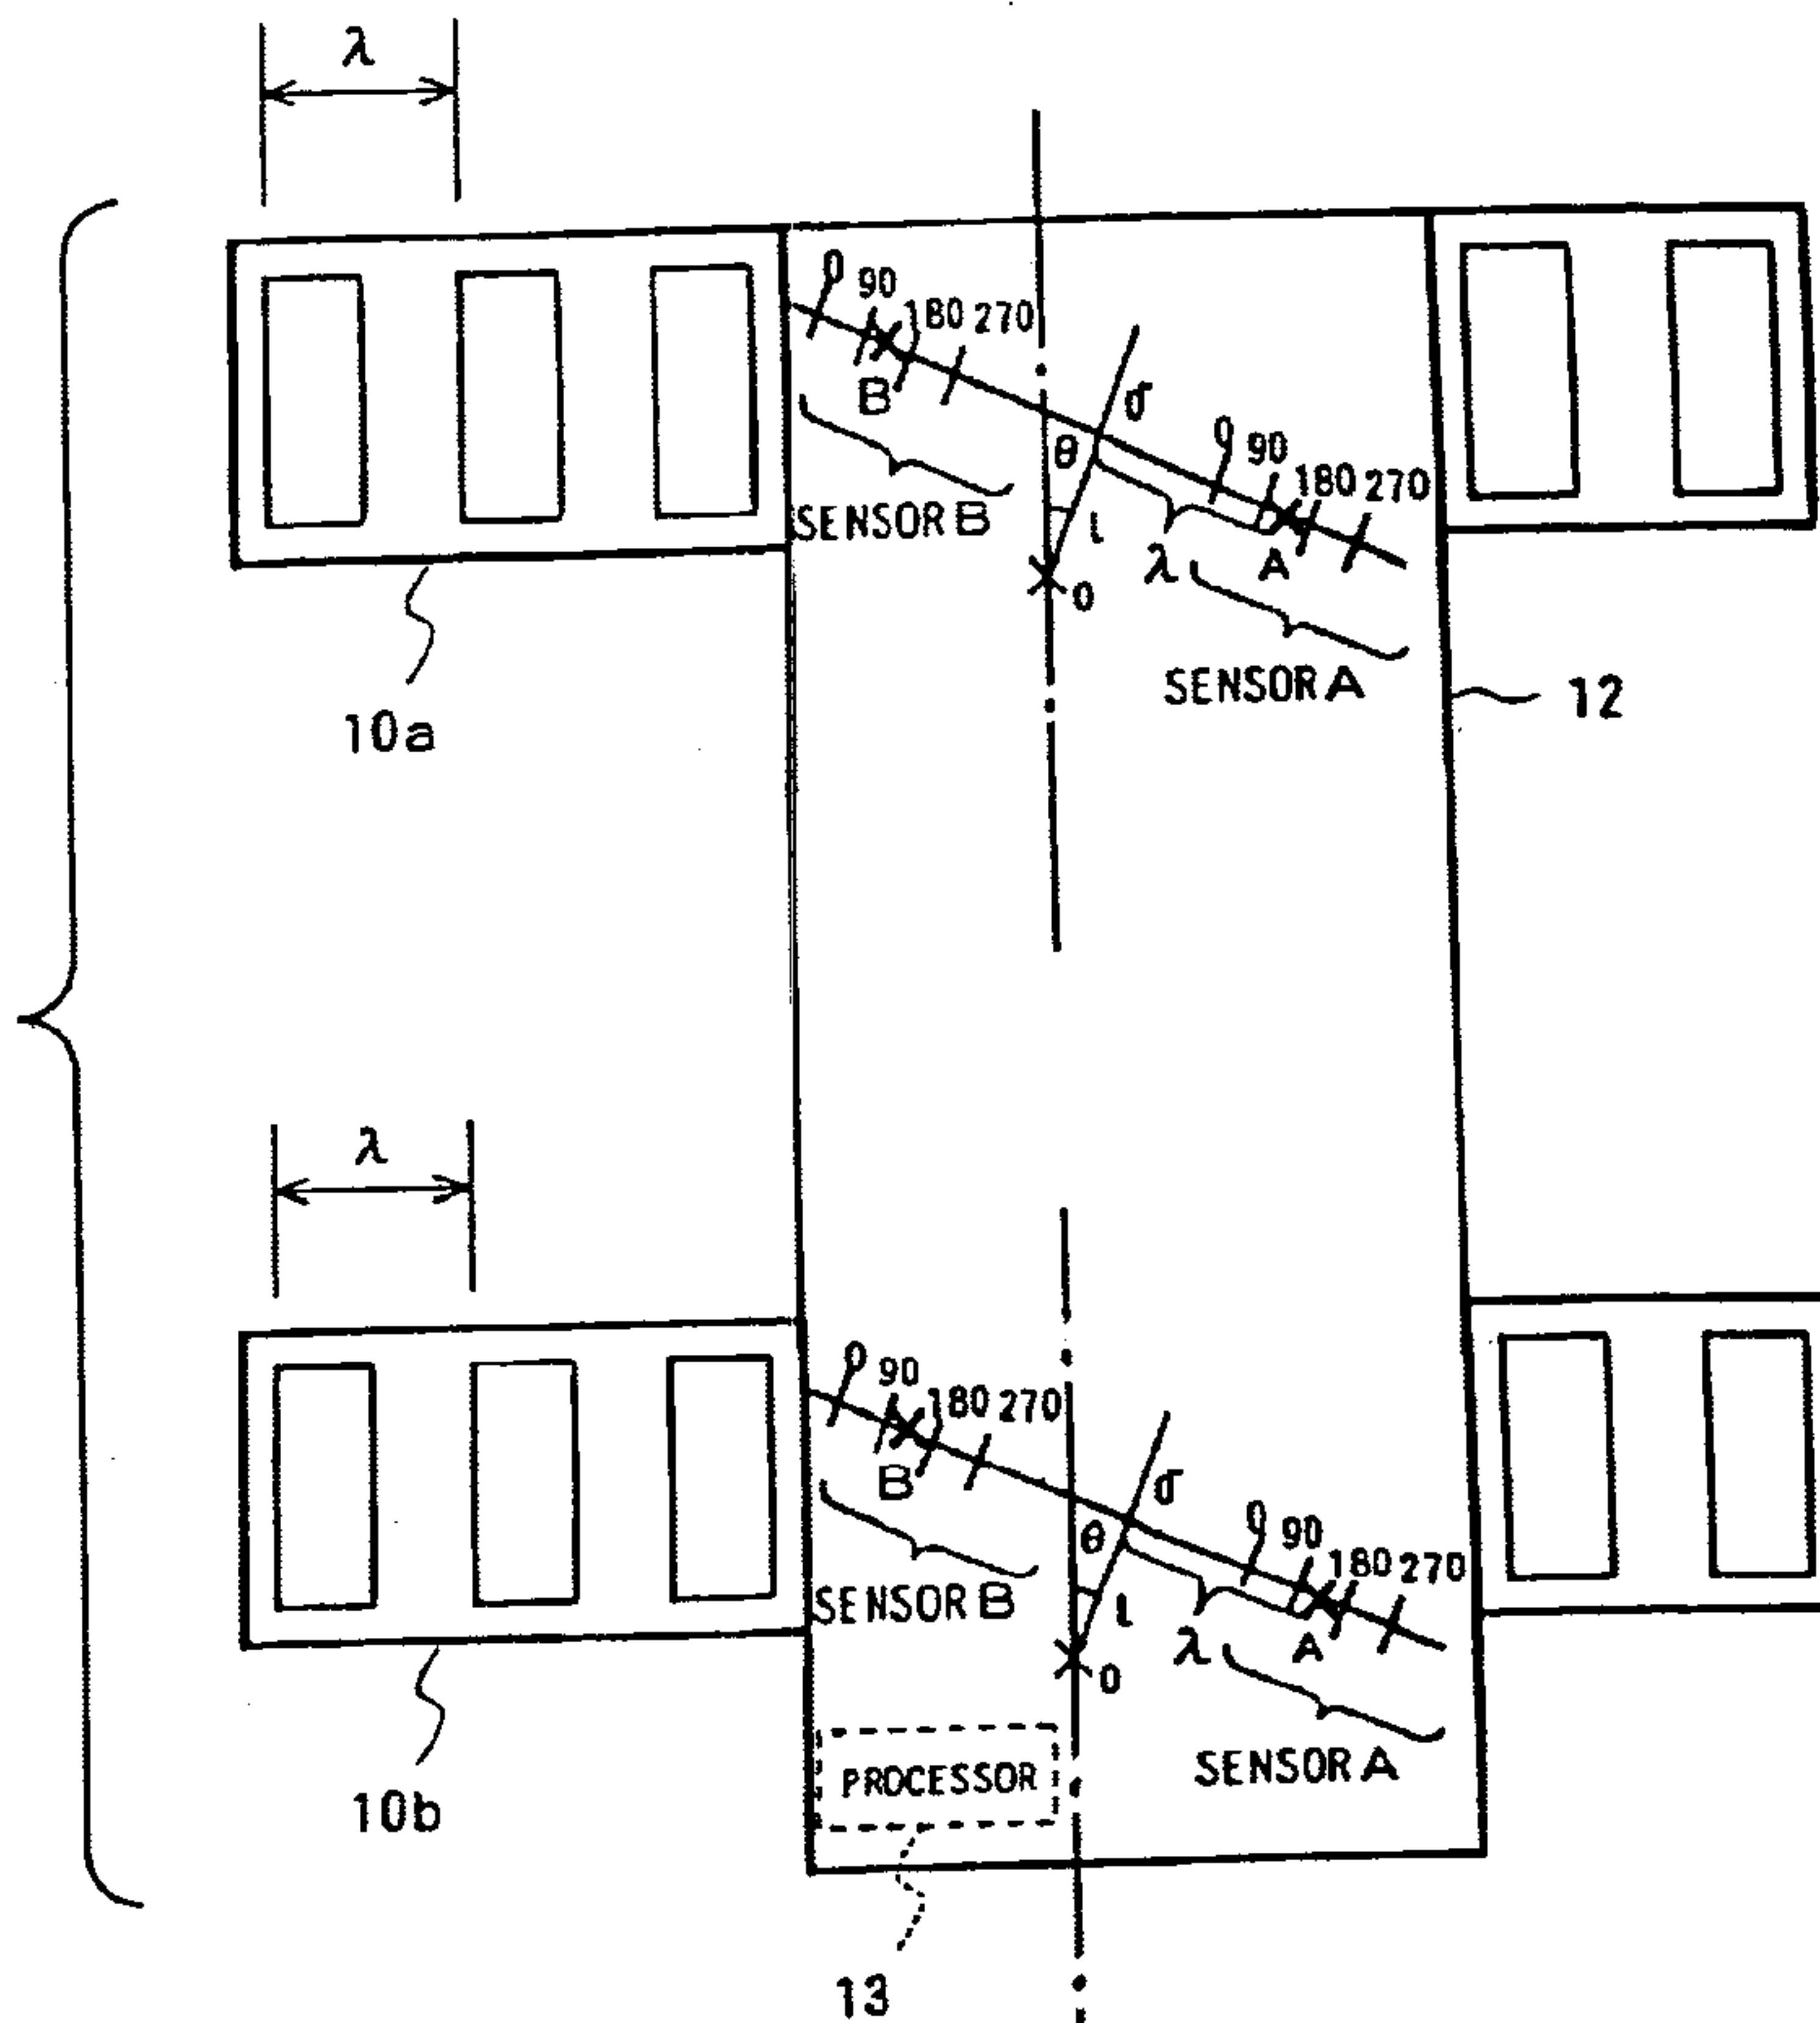 λ
0 90 180 270
B
SENSOR B
σ
θ
l
0 90 180 270
λ
A
0
SENSOR A
10a
12
λ
0 90 180 270
B
SENSOR B
σ
θ
l
0 90 180 270
λ
A
0
SENSOR A
PROCESSOR
10b
13